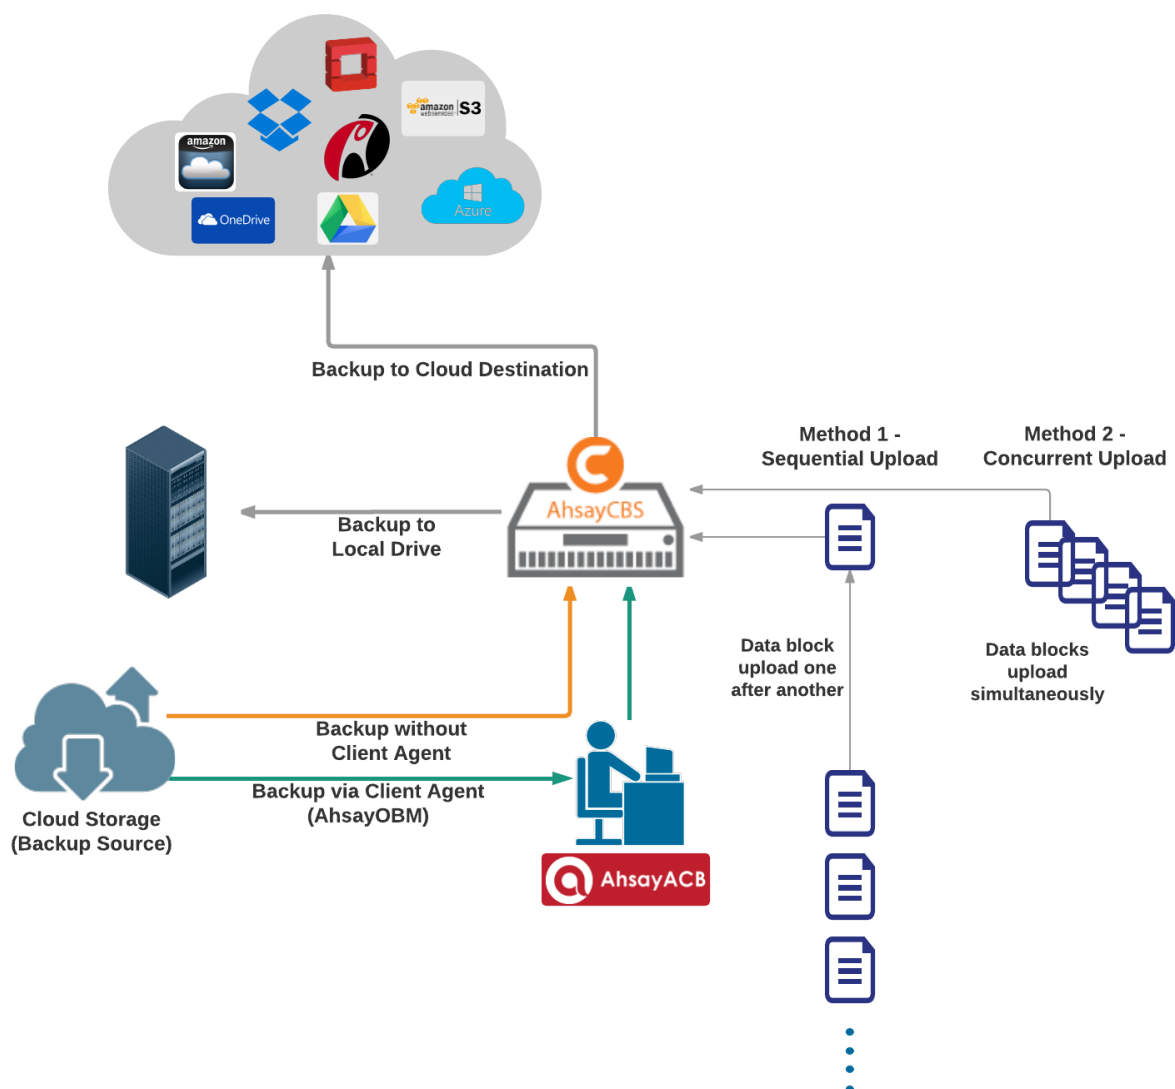 amazon
webservices
S3
amazon
OneDrive
Azure
Backup to Cloud Destination
Method 1 -
Sequential Upload
Method 2 -
Concurrent Upload
AhsayCBS
Backup to
Local Drive
Data block
upload one
after another
Data blocks
upload
simultaneously
Backup without
Client Agent
Backup via Client Agent
(AhsayOBM)
Cloud Storage
(Backup Source)
AhsayACB